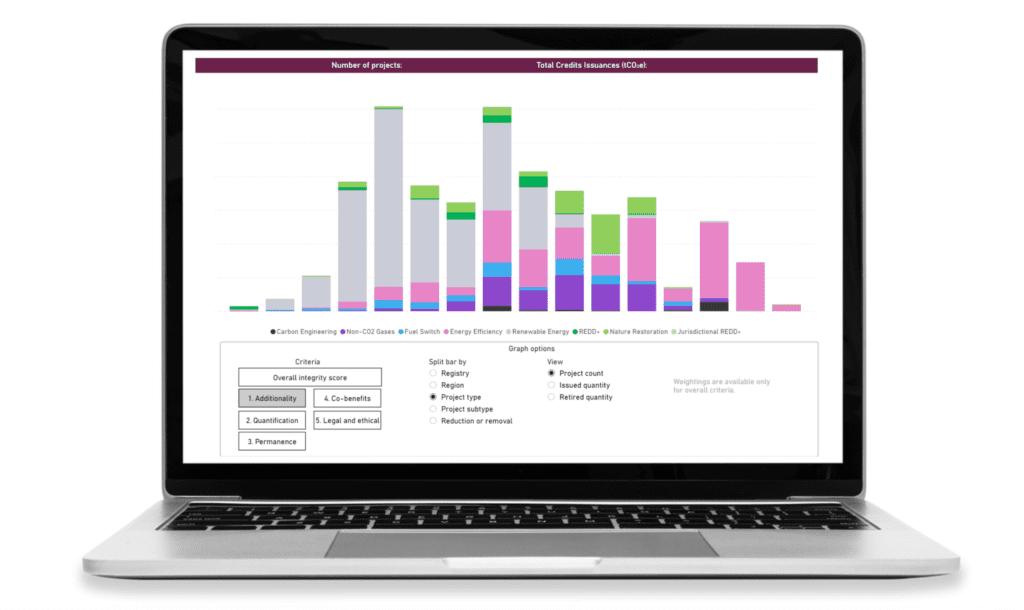 Number of projects: Total Credits Issuances (tCO₂e):
Carbon Engineering Non-CO2 Gases Fuel Switch Energy Efficiency Renewable Energy REDD+ Nature Restoration Jurisdictional REDD+
Graph options
Criteria
Overall integrity score
1. Additionality
4. Co-benefits
2. Quantification
5. Legal and ethical
3. Permanence
Split bar by
Registry
Region
Project type
Project subtype
Reduction or removal
View
Project count
Issued quantity
Retired quantity
Weightings are available only
for overall criteria.